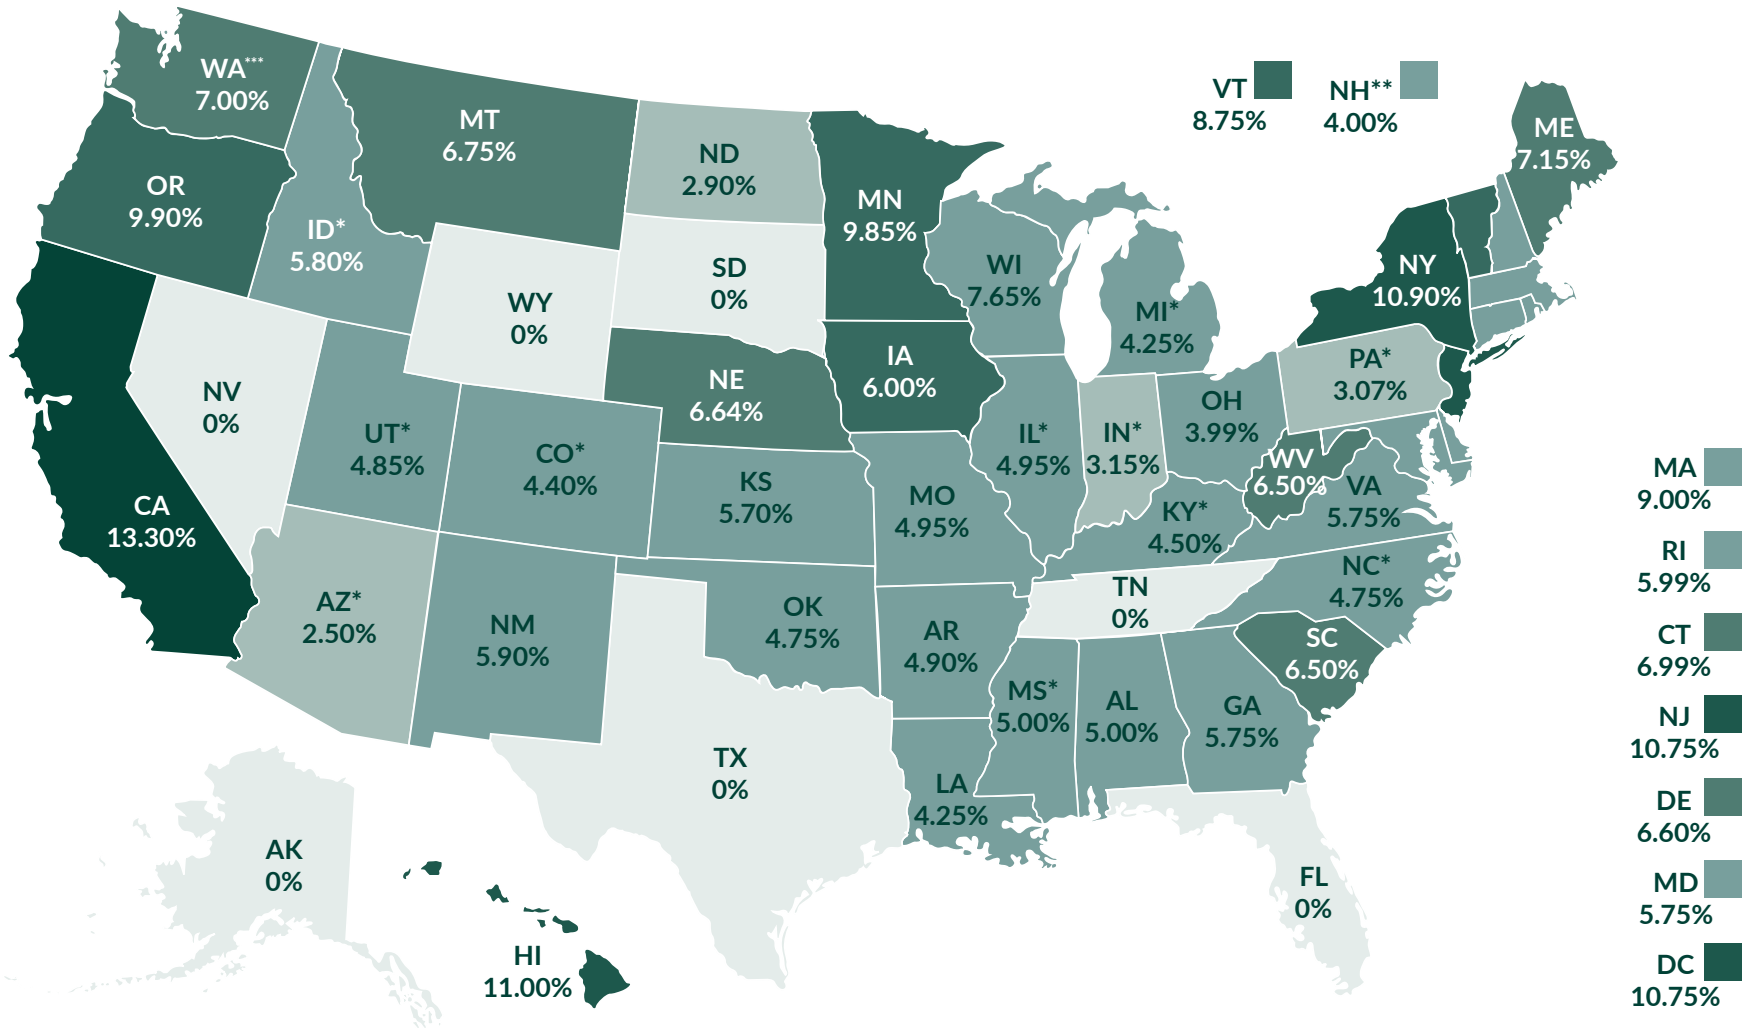 WA***
7.00%
MT
6.75%
ND
2.90%
MN
9.85%
VT
8.75%
NH**
4.00%
ME
7.15%
OR
9.90%
ID*
5.80%
WY
0%
SD
0%
WI
7.65%
MI*
4.25%
NY
10.90%
NV
0%
UT*
4.85%
CO*
4.40%
NE
6.64%
IA
6.00%
IL*
4.95%
IN*
3.15%
OH
3.99%
PA*
3.07%
CA
13.30%
KS
5.70%
MO
4.95%
KY*
4.50%
WV
6.50%
VA
5.75%
AZ*
2.50%
NM
5.90%
OK
4.75%
AR
4.90%
TN
0%
NC*
4.75%
SC
6.50%
TX
0%
LA
4.25%
MS*
5.00%
AL
5.00%
GA
5.75%
FL
0%
AK
0%
HI
11.00%
MA
9.00%
RI
5.99%
CT
6.99%
NJ
10.75%
DE
6.60%
MD
5.75%
DC
10.75%